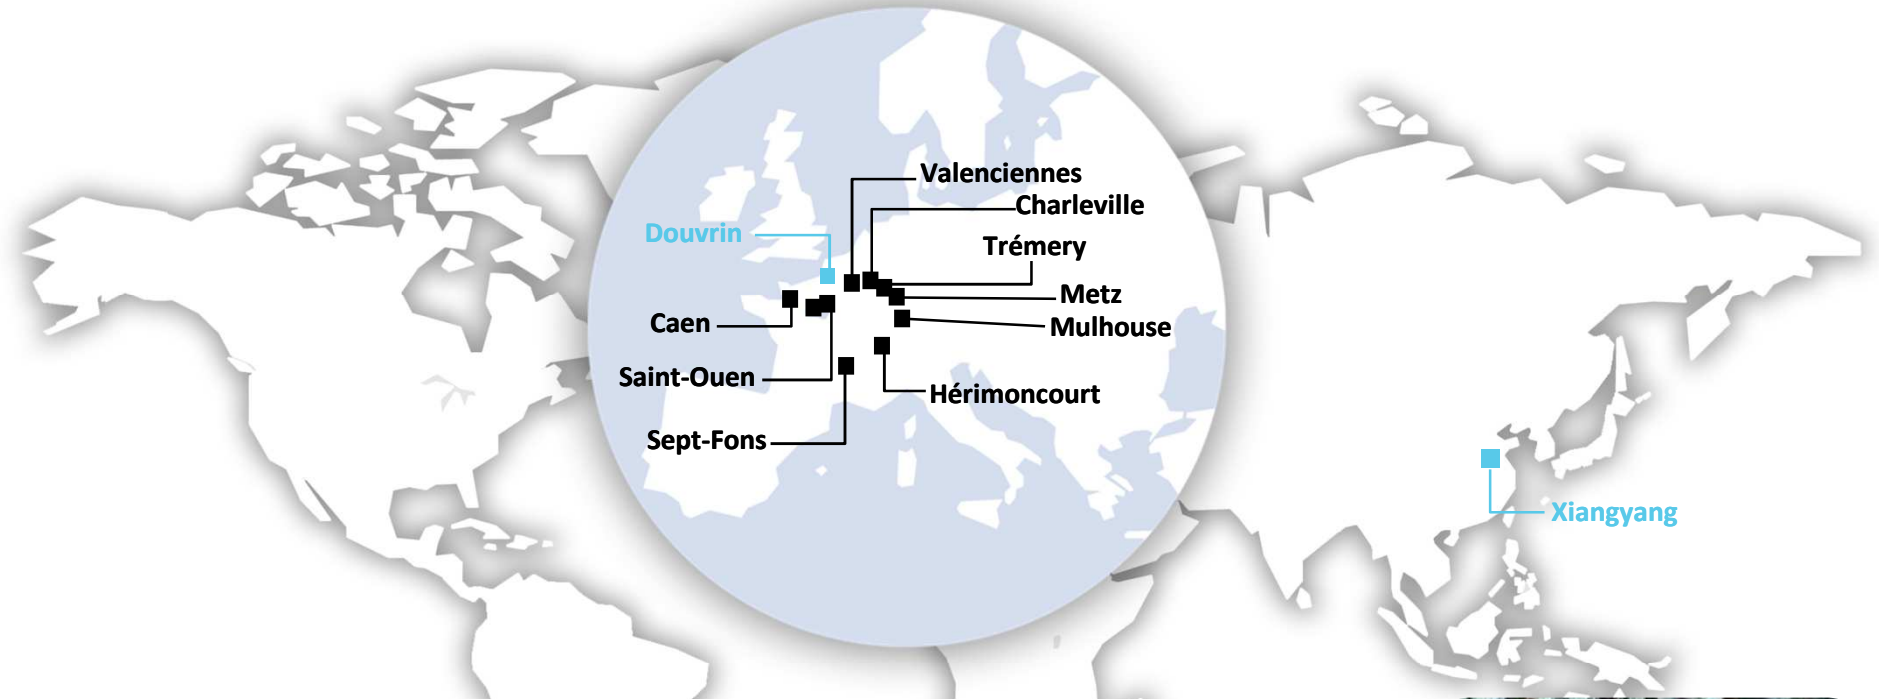 Valenciennes
Charleville
Douvrin
Trémery
Metz
Caen
Mulhouse
Saint-Ouen
Hérimoncourt
Sept-Fons
Xiangyang